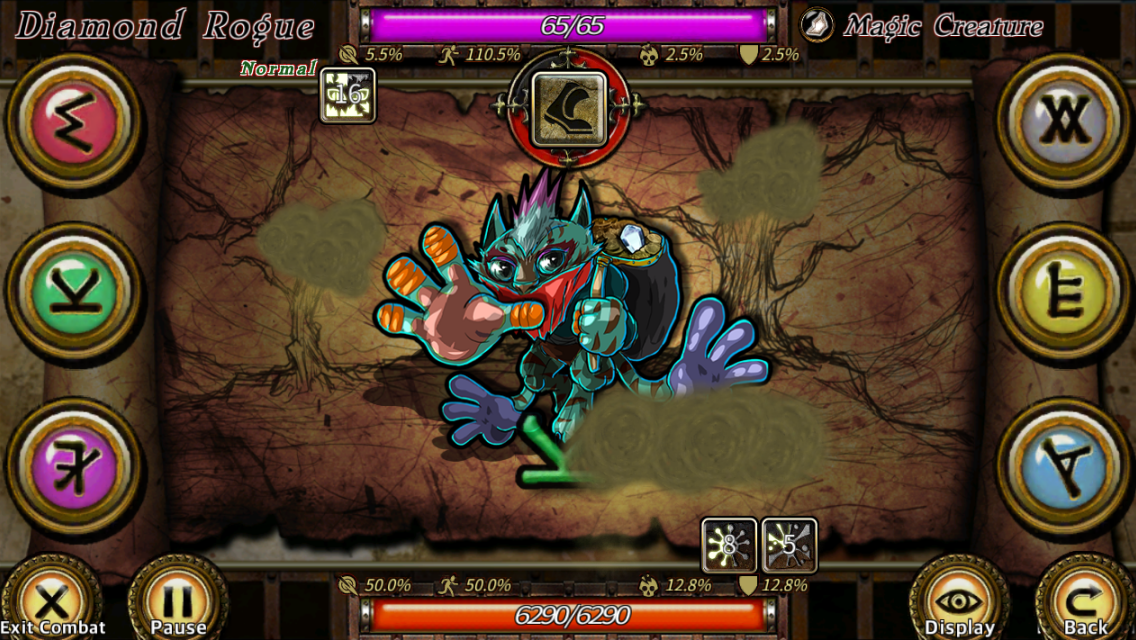 Diamond Rogue
65/65
Magic Creature
5.5%
110.5%
2.5%
2.5%
Normal
16
8
5
50.0%
50.0%
12.8%
12.8%
6290/6290
Exit Combat
Pause
Display
Back